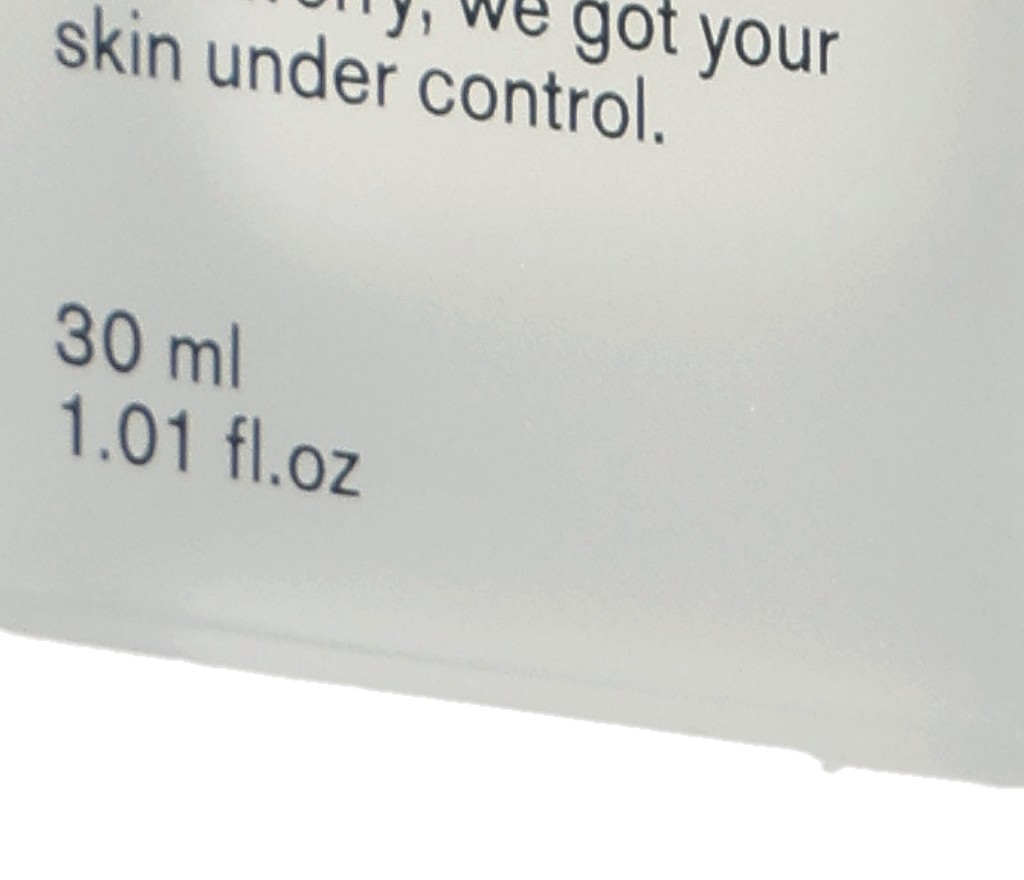 we got your
skin under control.
30 ml
1.01 fl.oz